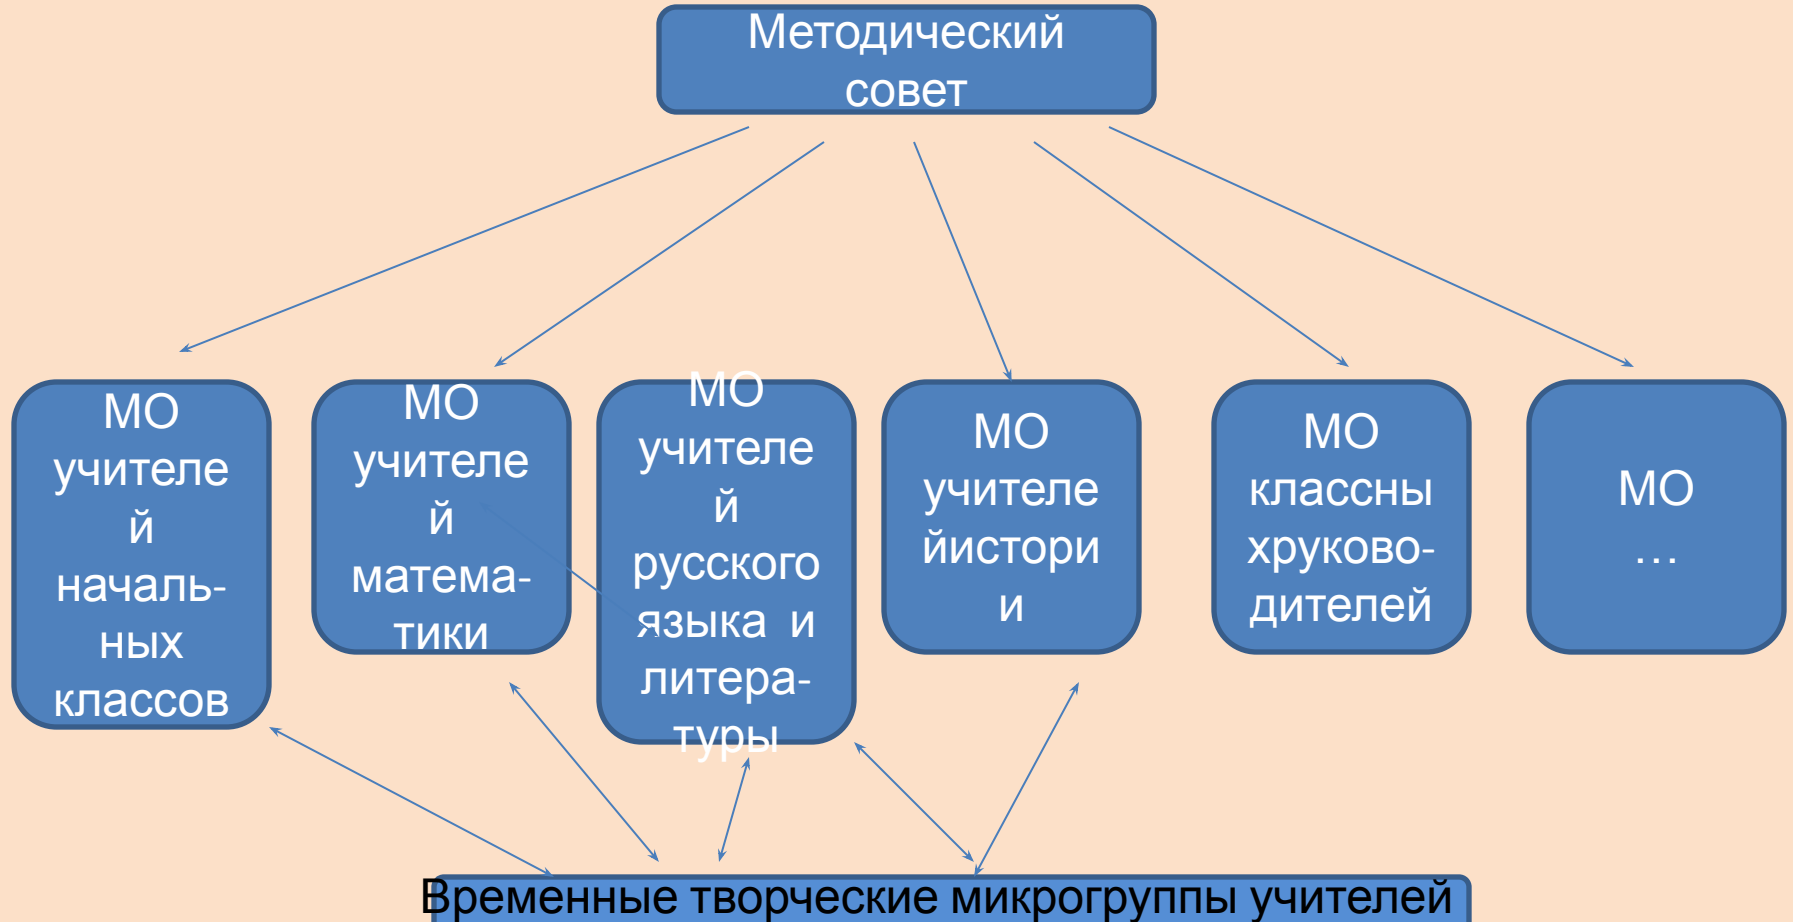 Методический
совет
МО
учителе
й
началь-
ных
классов
МО
учителе
й
матема-
тики
МО
учителе
й
русского
языка и
литера-
туры
МО
учителе
йистори
и
МО
классны
хруково-
дителей
МО
…
Временные творческие микрогруппы учителей